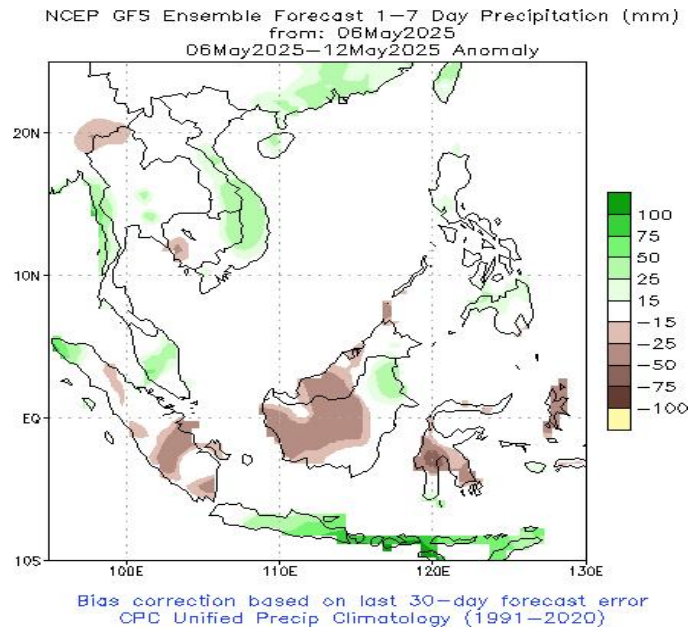 NCEP GFS Ensemble Forecast 1-7 Day Precipitation (mm)
from: 06May2025
06May2025-12May2025 Anomaly
20N
10N
EQ
10S
100E
110E
120E
130E
100
75
50
25
15
-15
-25
-50
-75
-100
Bias correction based on last 30-day forecast error
CPC Unified Precip Climatology (1991-2020)